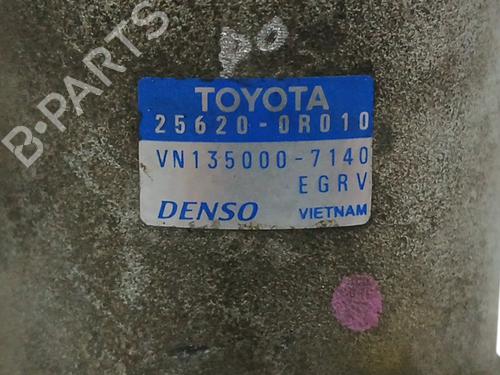 B-PARTS
TOYOTA
25620-0R010
VN135000-7140
EGRV
DENSO VIETNAM